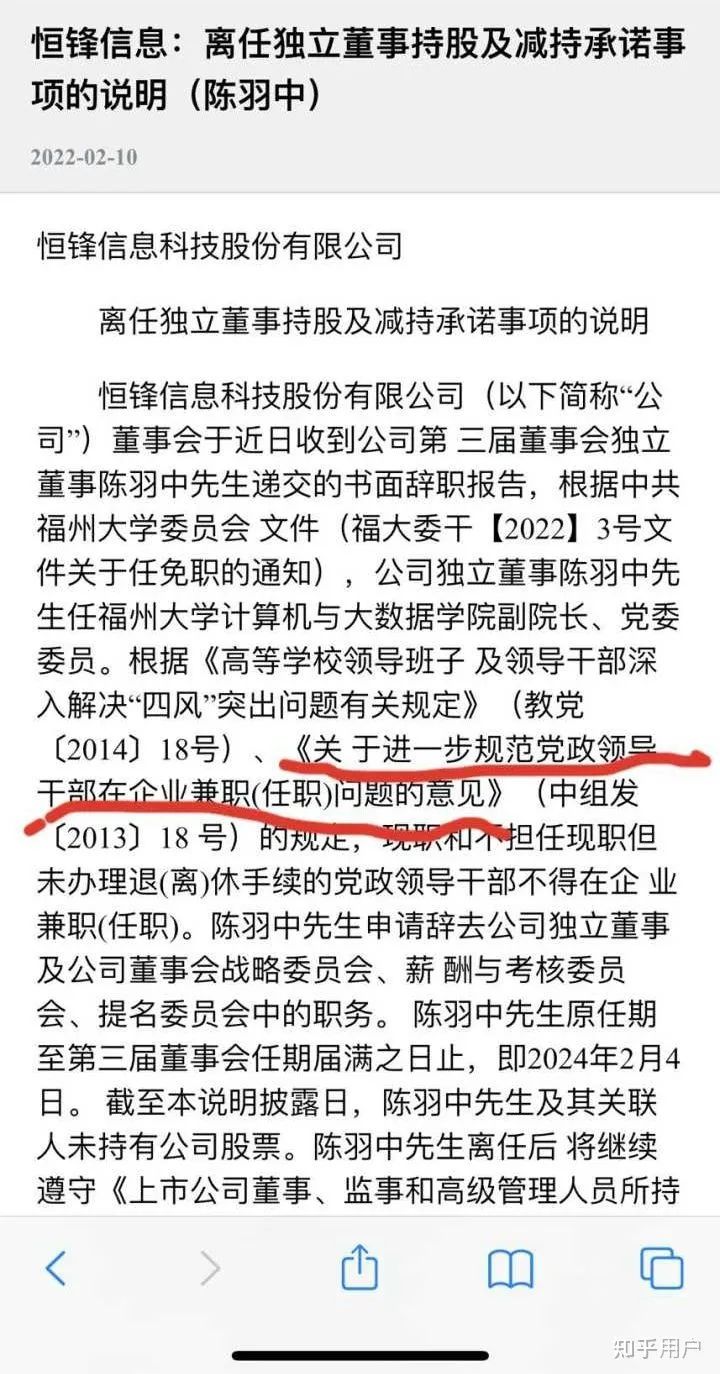 恒锋信息：离任独立董事持股及减持承诺事
项的说明（陈羽中）
2022-02-10
恒锋信息科技股份有限公司
离任独立董事持股及减持承诺事项的说明
恒锋信息科技股份有限公司（以下简称“公
司”）董事会于近日收到公司第 三届董事会独立
董事陈羽中先生递交的书面辞职报告，根据中共
福州大学委员会 文件（福大委干【2022】3号文
件关于任免职的通知），公司独立董事陈羽中先
生任福州大学计算机与大数据学院副院长、党委
委员。根据《高等学校领导班子 及领导干部深
入解决“四风”突出问题有关规定》（教党
〔2014〕18号）、《关 于进一步规范党政领导
干部在企业兼职(任职)问题的意见》（中组发
〔2013〕18 号）的规定，现职和不担任现职但
未办理退(离)休手续的党政领导干部不得在企 业
兼职(任职)。陈羽中先生申请辞去公司独立董事
及公司董事会战略委员会、薪 酬与考核委员
会、提名委员会中的职务。 陈羽中先生原任期
至第三届董事会任期届满之日止，即2024年2月4
日。 截至本说明披露日，陈羽中先生及其关联
人未持有公司股票。陈羽中先生离任后 将继续
遵守《上市公司董事、监事和高级管理人员所持
知乎用户